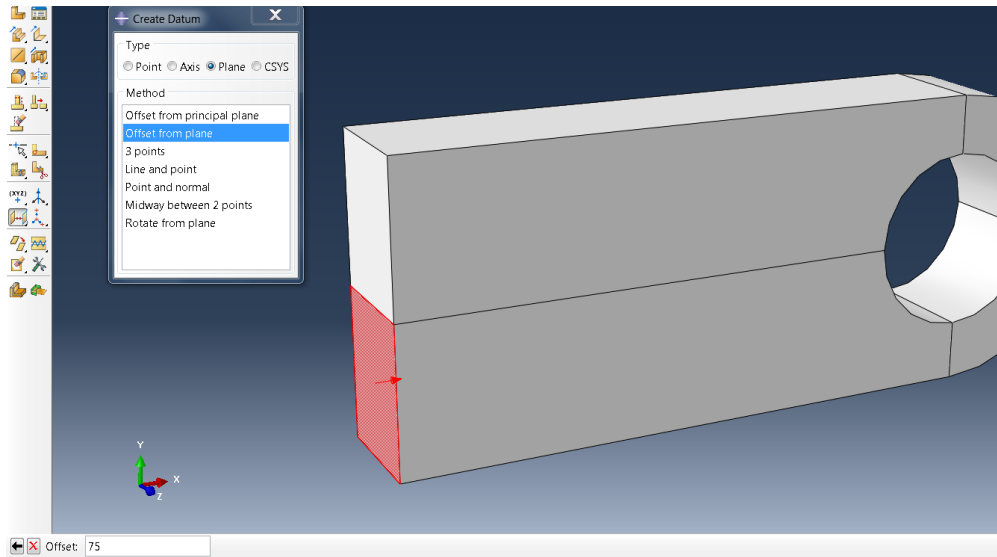 Create Datum
X
Type
Point Axis Plane CSYS
Method
Offset from principal plane
Offset from plane
3 points
Line and point
Point and normal
Midway between 2 points
Rotate from plane
(XYZ)
Y
X
Z
Offset: 75